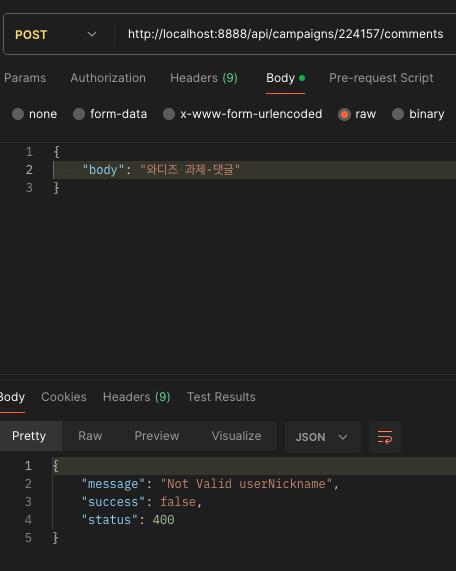 POST http://localhost:8888/api/campaigns/224157/comments
Params Authorization Headers (9) Body Pre-request Script
none form-data x-www-form-urlencoded raw binary
1 {
2 "body": "와디즈 과제-댓글"
3 }
Body Cookies Headers (9) Test Results
Pretty Raw Preview Visualize JSON
1 {
2 "message": "Not Valid userNickname",
3 "success": false,
4 "status": 400
5 }